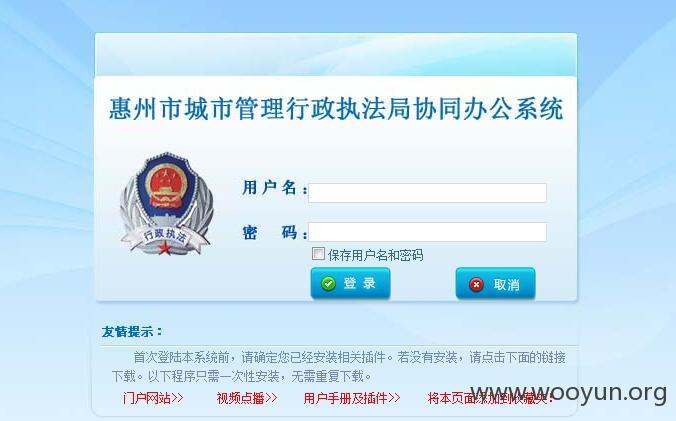 惠州市城市管理行政执法局协同办公系统
用户名：
行政执法
密　码：
保存用户名和密码
登 录
取消
友情提示：
首次登陆本系统前，请确定您已经安装相关插件。若没有安装，请点击下面的链接
下载。以下程序只需一次性安装，无需重复下载。
门户网站>> 视频点播>> 用户手册及插件>> 将本页面添加到收藏夹:
www.wooyun.org